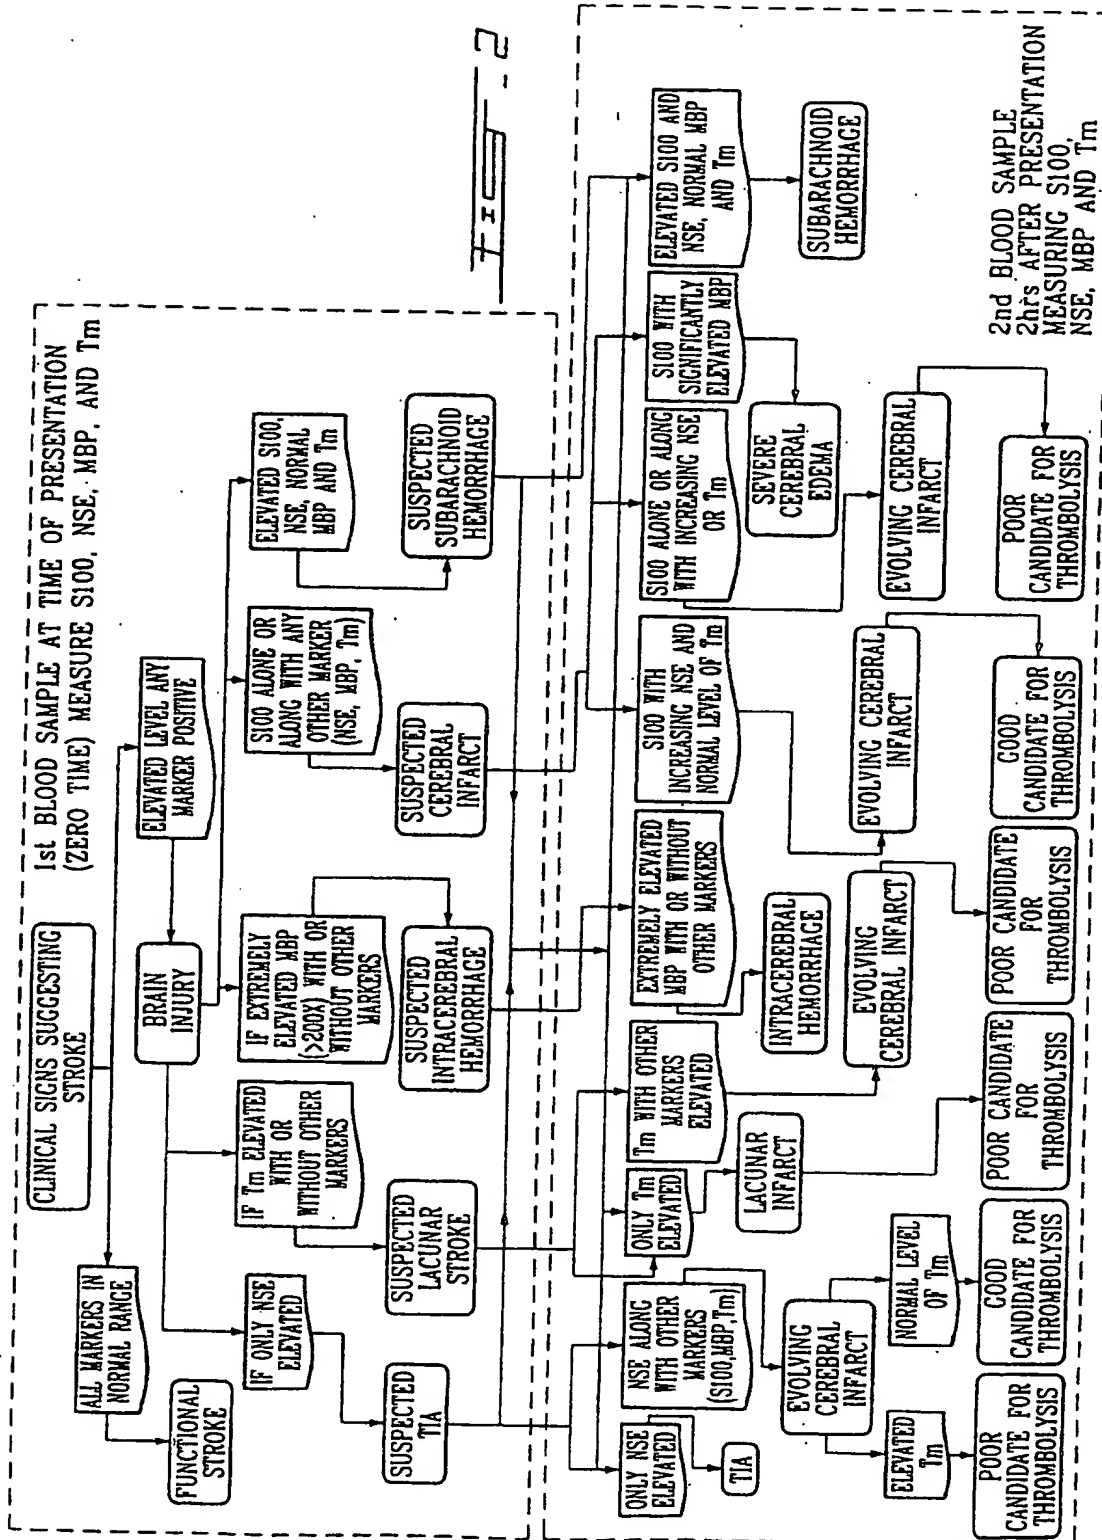 1st BLOOD SAMPLE AT TIME OF PRESENTATION
(ZERO TIME) MEASURE S100, NSE, MBP, AND Tm
CLINICAL SIGNS SUGGESTING
STROKE
ALL MARKERS IN
NORMAL RANGE
FUNCTIONAL
STROKE
ELEVATED LEVEL ANY
MARKER POSITIVE
BRAIN
INJURY
IF ONLY NSE
ELEVATED
IF Tm ELEVATED
WITH OR
WITHOUT OTHER
MARKERS
IF EXTREMELY
ELEVATED MBP
(>200X) WITH OR
WITHOUT OTHER
MARKERS
S100 ALONE OR
ALONG WITH ANY
OTHER MARKER
(NSE, MBP, Tm)
ELEVATED S100,
NSE, NORMAL
MBP AND Tm
SUSPECTED
TIA
SUSPECTED
LACUNAR
STROKE
SUSPECTED
INTRACEREBRAL
HEMORRHAGE
SUSPECTED
CEREBRAL
INFARCT
SUSPECTED
SUBARACHNOID
HEMORRHAGE
FIG. 2
ONLY NSE
ELEVATED
NSE ALONG
WITH OTHER
MARKERS
(S100,MBP,Tm)
ONLY Tm
ELEVATED
Tm WITH OTHER
MARKERS
ELEVATED
EXTREMELY ELEVATED
MBP WITH OR WITHOUT
OTHER MARKERS
S100 WITH
INCREASING NSE AND
NORMAL LEVEL OF Tm
S100 ALONE OR ALONG
WITH INCREASING NSE
OR Tm
S100 WITH
SIGNIFICANTLY
ELEVATED MBP
ELEVATED S100 AND
NSE, NORMAL MBP
AND Tm
TIA
EVOLVING
CEREBRAL
INFARCT
LACUNAR
INFARCT
INTRACEREBRAL
HEMORRHAGE
SEVERE
CEREBRAL
EDEMA
SUBARACHNOID
HEMORRHAGE
ELEVATED
Tm
NORMAL LEVEL
OF Tm
EVOLVING
CEREBRAL INFARCT
EVOLVING CEREBRAL
INFARCT
EVOLVING CEREBRAL
INFARCT
POOR
CANDIDATE FOR
THROMBOLYSIS
GOOD
CANDIDATE FOR
THROMBOLYSIS
POOR CANDIDATE
FOR
THROMBOLYSIS
POOR CANDIDATE
FOR
THROMBOLYSIS
GOOD
CANDIDATE FOR
THROMBOLYSIS
POOR
CANDIDATE FOR
THROMBOLYSIS
2nd BLOOD SAMPLE
2hrs AFTER PRESENTATION
MEASURING S100,
NSE, MBP AND Tm